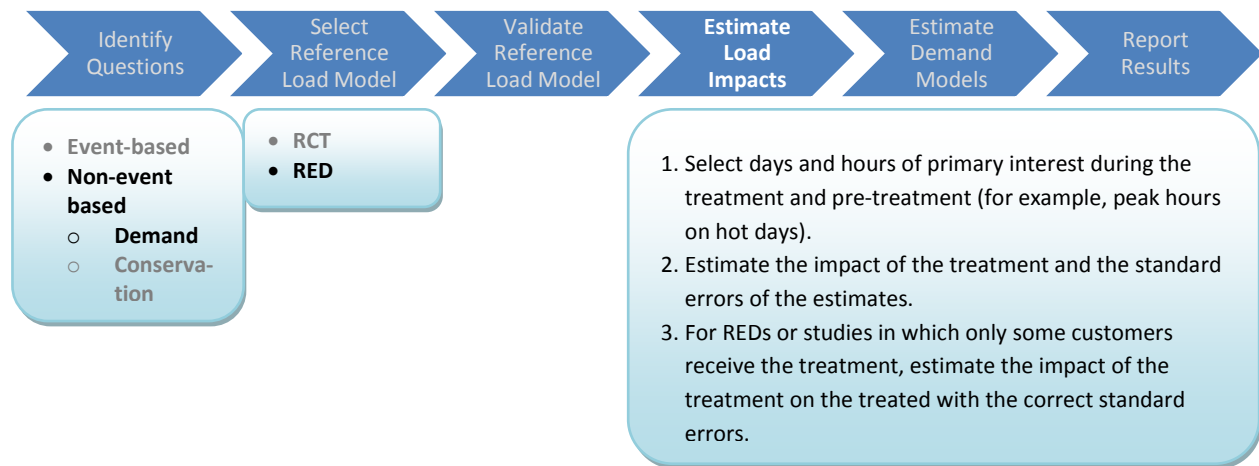 Identify
Questions
Select
Reference
Load Model
Validate
Reference
Load Model
Estimate
Load
Impacts
Estimate
Demand
Models
Report
Results
• Event-based
• Non-event
based
o Demand
o Conserva-
tion
• RCT
• RED
1. Select days and hours of primary interest during the
treatment and pre-treatment (for example, peak hours
on hot days).
2. Estimate the impact of the treatment and the standard
errors of the estimates.
3. For REDs or studies in which only some customers
receive the treatment, estimate the impact of the
treatment on the treated with the correct standard
errors.